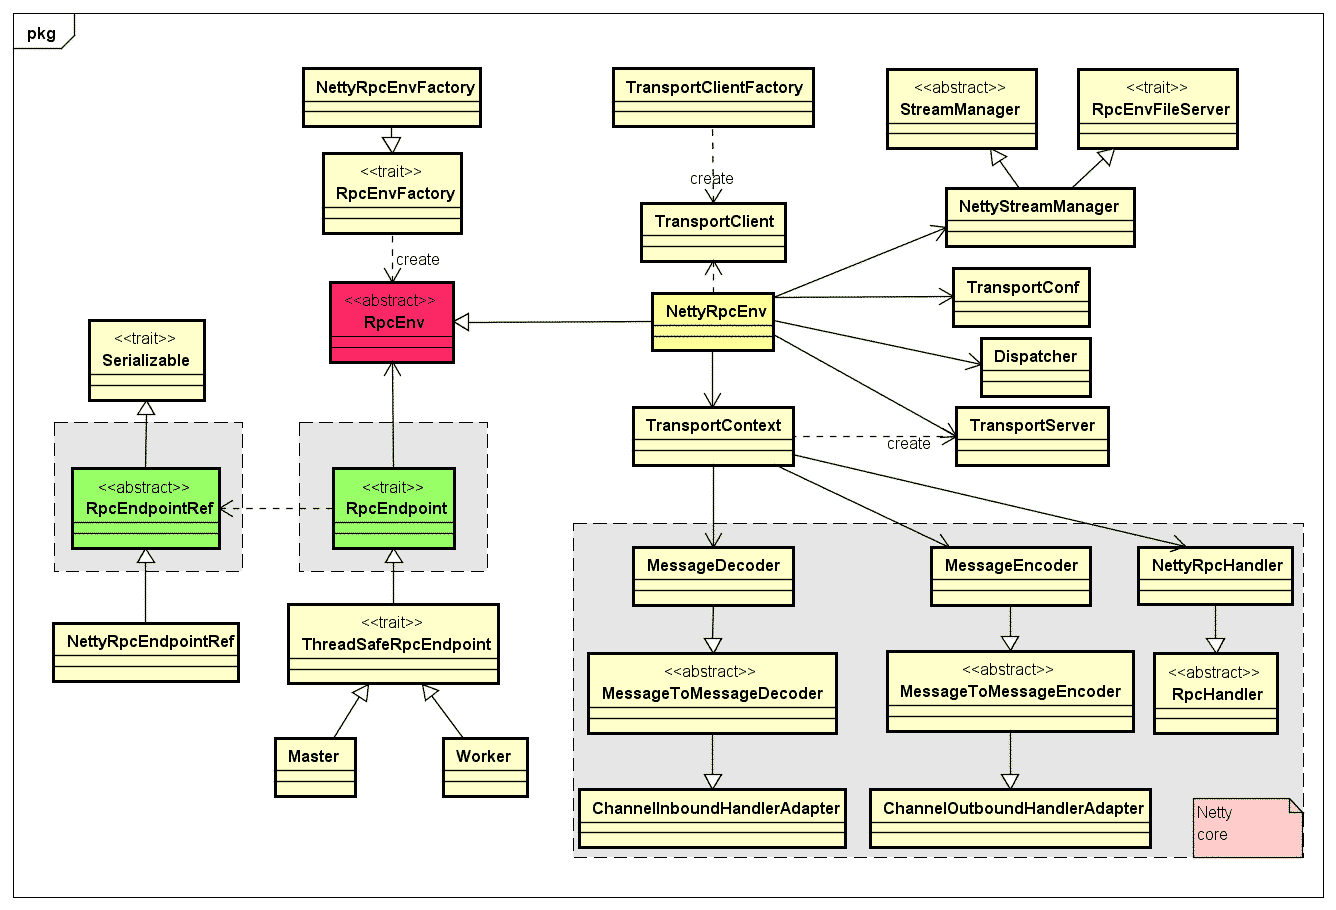 pkg
NettyRpcEnvFactory
TransportClientFactory
<<abstract>>
StreamManager
<<trait>>
RpcEnvFileServer
<<trait>>
RpcEnvFactory
create
TransportClient
NettyStreamManager
create
<<abstract>>
RpcEnv
NettyRpcEnv
TransportConf
<<trait>>
Serializable
Dispatcher
TransportContext
create
TransportServer
<<abstract>>
RpcEndpointRef
<<trait>>
RpcEndpoint
MessageDecoder
MessageEncoder
NettyRpcHandler
NettyRpcEndpointRef
<<trait>>
ThreadSafeRpcEndpoint
<<abstract>>
MessageToMessageDecoder
<<abstract>>
MessageToMessageEncoder
<<abstract>>
RpcHandler
Master
Worker
ChannelInboundHandlerAdapter
ChannelOutboundHandlerAdapter
Netty
core